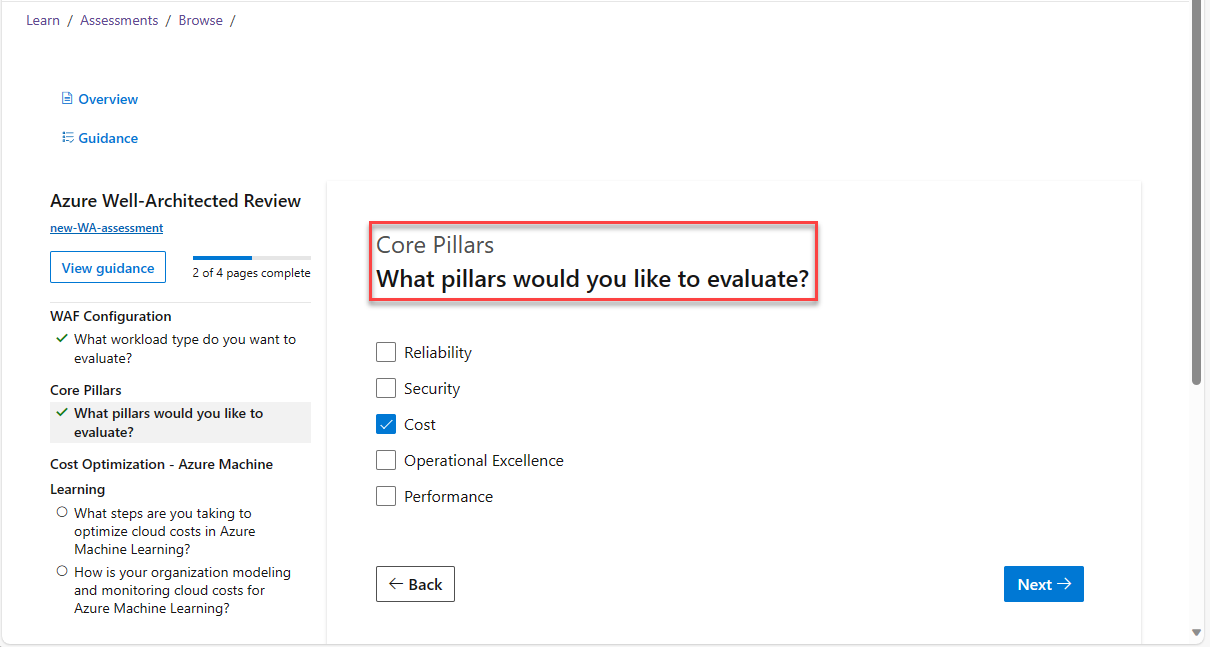 Learn / Assessments / Browse /
Overview
Guidance
Azure Well-Architected Review
new-WA-assessment
View guidance
2 of 4 pages complete
WAF Configuration
What workload type do you want to
evaluate?
Core Pillars
What pillars would you like to
evaluate?
Cost Optimization - Azure Machine
Learning
What steps are you taking to
optimize cloud costs in Azure
Machine Learning?
How is your organization modeling
and monitoring cloud costs for
Azure Machine Learning?
Core Pillars
What pillars would you like to evaluate?
Reliability
Security
Cost
Operational Excellence
Performance
← Back
Next →